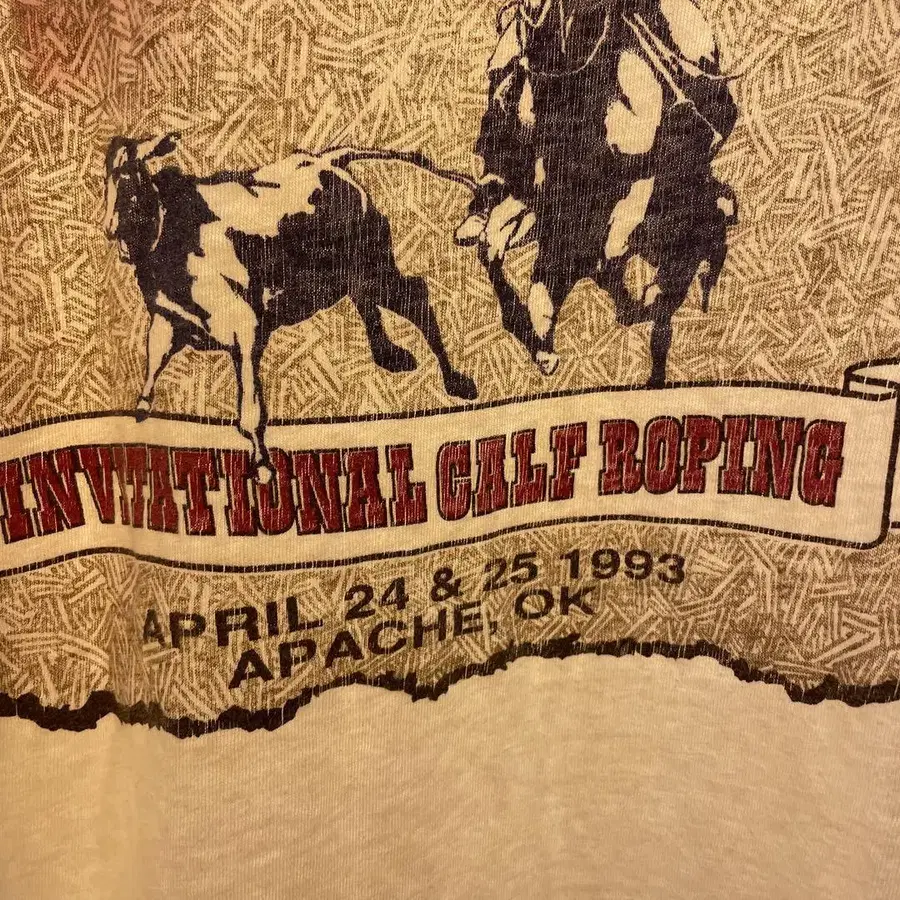 INVITATIONAL CALF ROPING
APRIL 24 & 25 1993
APACHE, OK